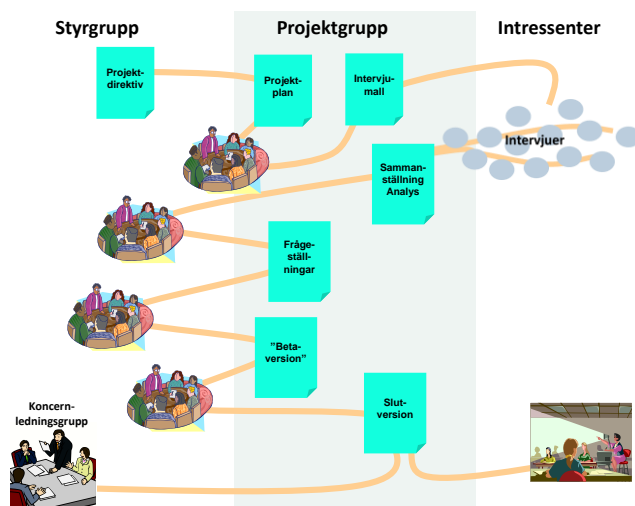 Styrgrupp
Projektgrupp
Intressenter
Projekt-
direktiv
Projekt-
plan
Intervju-
mall
Intervjuer
Samman-
ställning
Analys
Fråge-
ställ-
ningar
”Beta-
version”
Slut-
version
Koncern-
ledningsgrupp